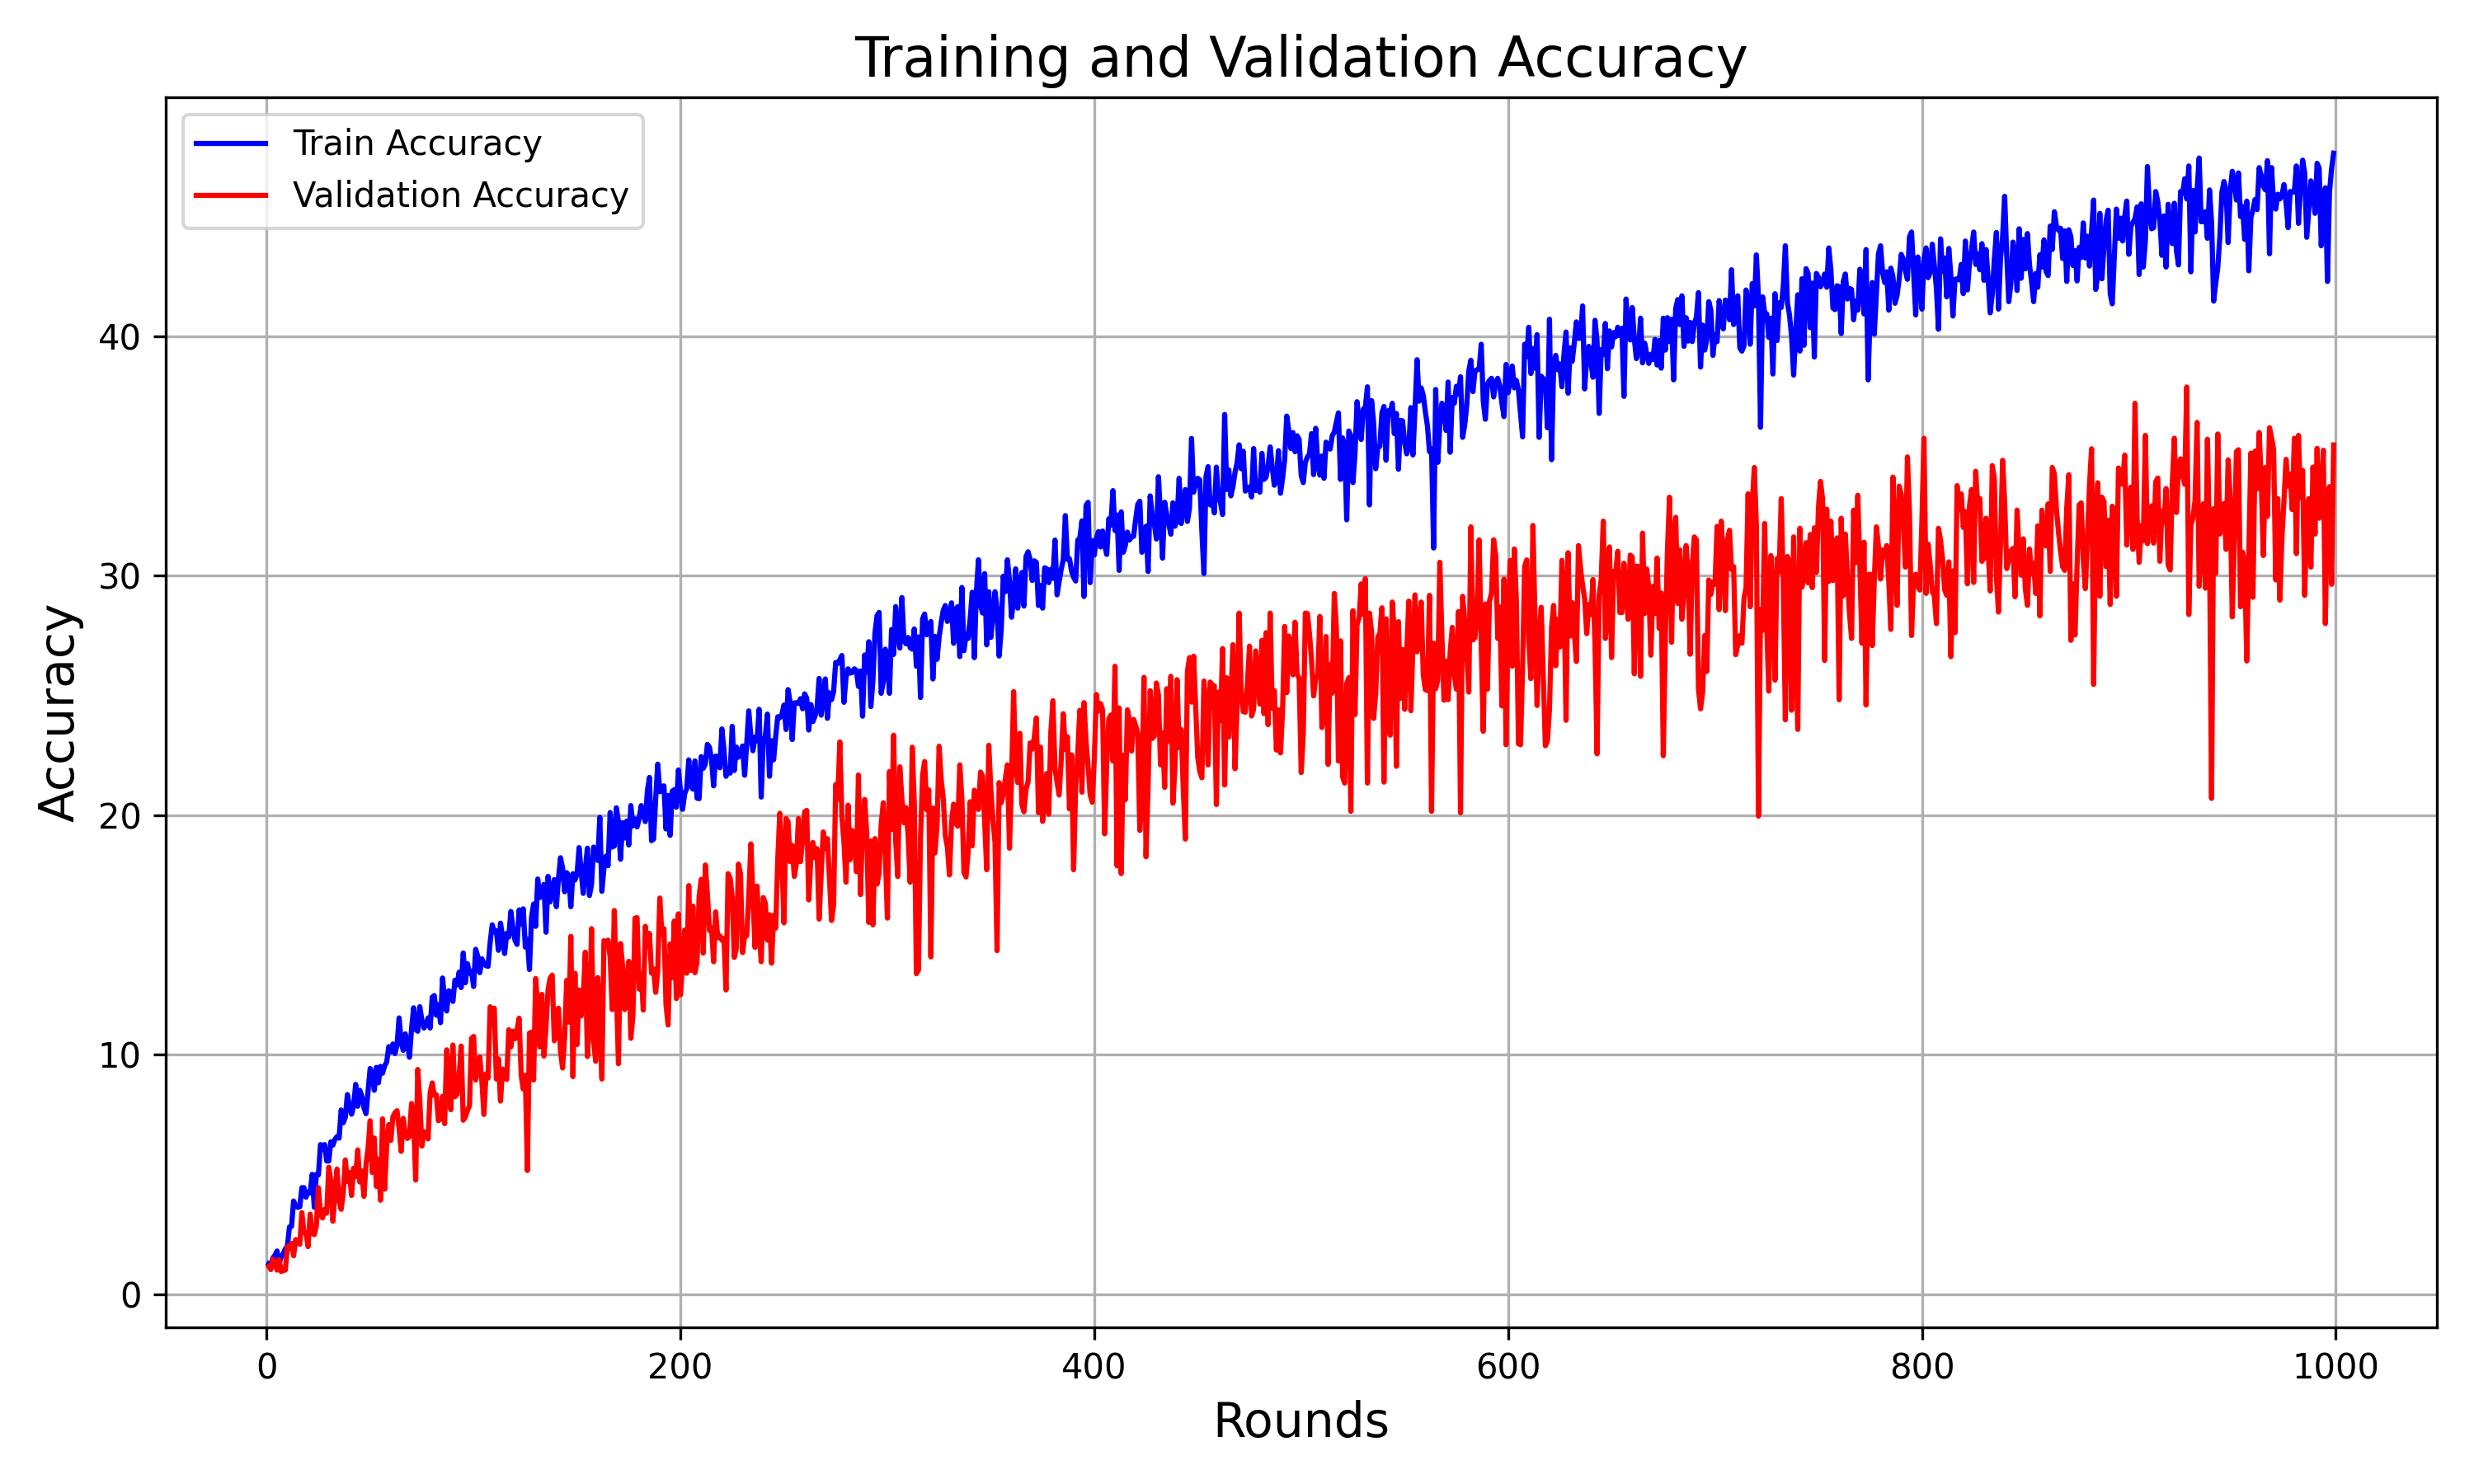 Training and Validation Accuracy
Train Accuracy
Validation Accuracy
Accuracy
40
30
20
10
0
0 200 400 600 800 1000
Rounds